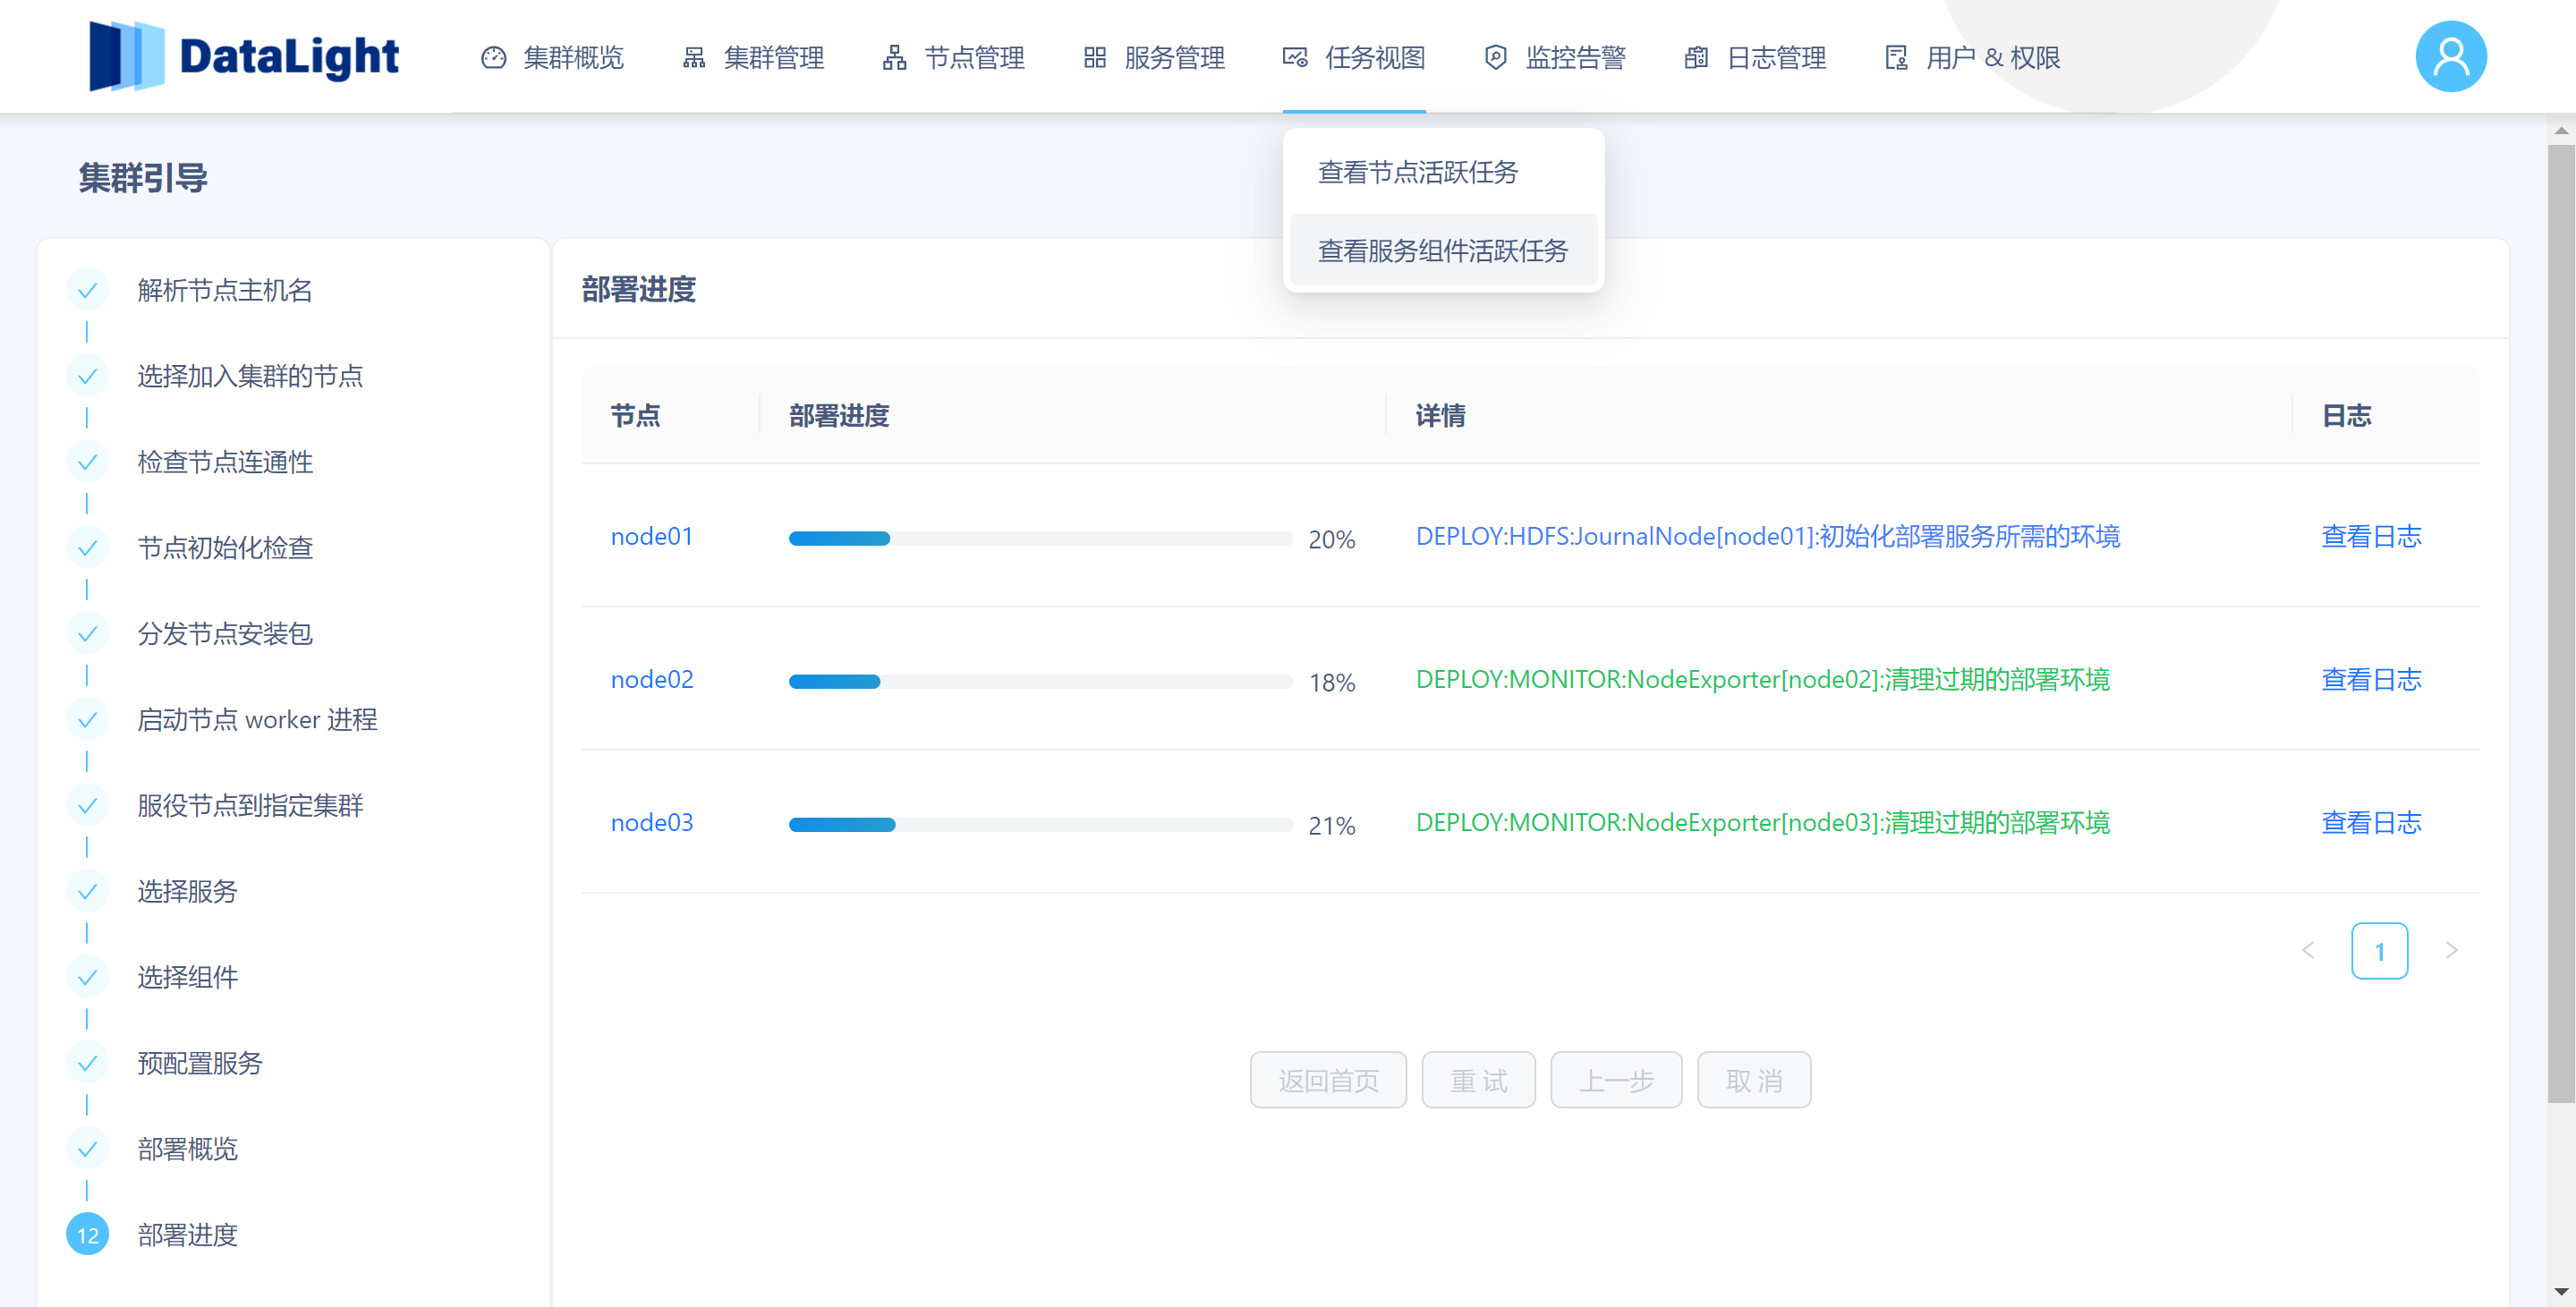 DataLight
集群概览
集群管理
节点管理
服务管理
任务视图
监控告警
日志管理
用户 & 权限
查看节点活跃任务
查看服务组件活跃任务
集群引导
解析节点主机名
选择加入集群的节点
检查节点连通性
节点初始化检查
分发节点安装包
启动节点 worker 进程
服役节点到指定集群
选择服务
选择组件
预配置服务
部署概览
12 部署进度
部署进度
节点 部署进度 详情 日志
node01 20% DEPLOY:HDFS:JournalNode[node01]:初始化部署服务所需的环境 查看日志
node02 18% DEPLOY:MONITOR:NodeExporter[node02]:清理过期的部署环境 查看日志
node03 21% DEPLOY:MONITOR:NodeExporter[node03]:清理过期的部署环境 查看日志
1
返回首页 重 试 上一步 取 消